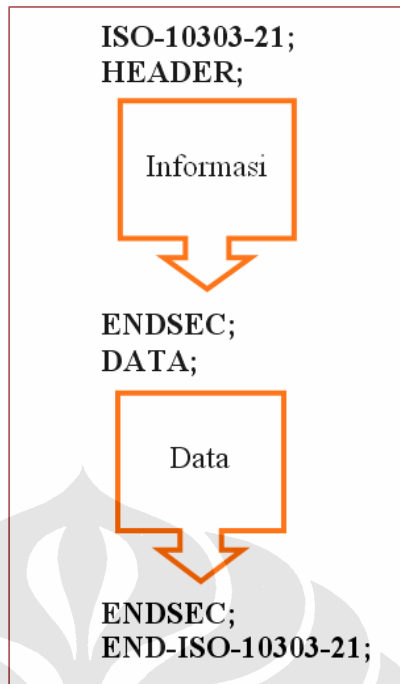 ISO-10303-21;
HEADER;
Informasi
ENDSEC;
DATA;
Data
ENDSEC;
END-ISO-10303-21;